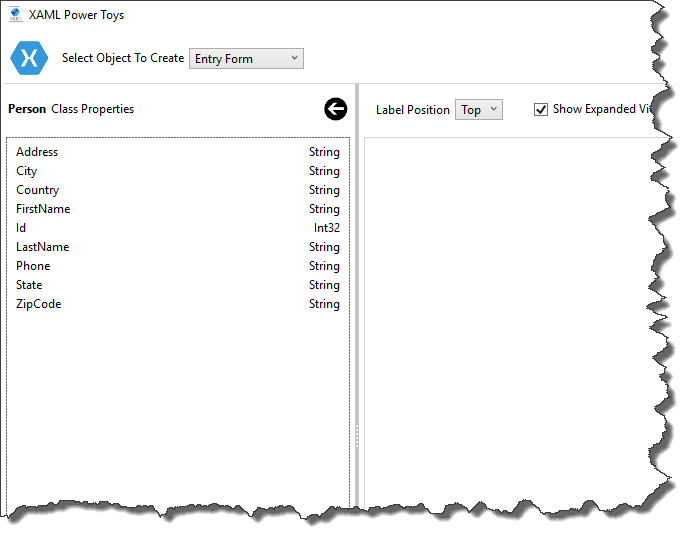 XAML Power Toys
Select Object To Create Entry Form
Person Class Properties
Label Position Top Show Expanded
Address String
City String
Country String
FirstName String
Id Int32
LastName String
Phone String
State String
ZipCode String